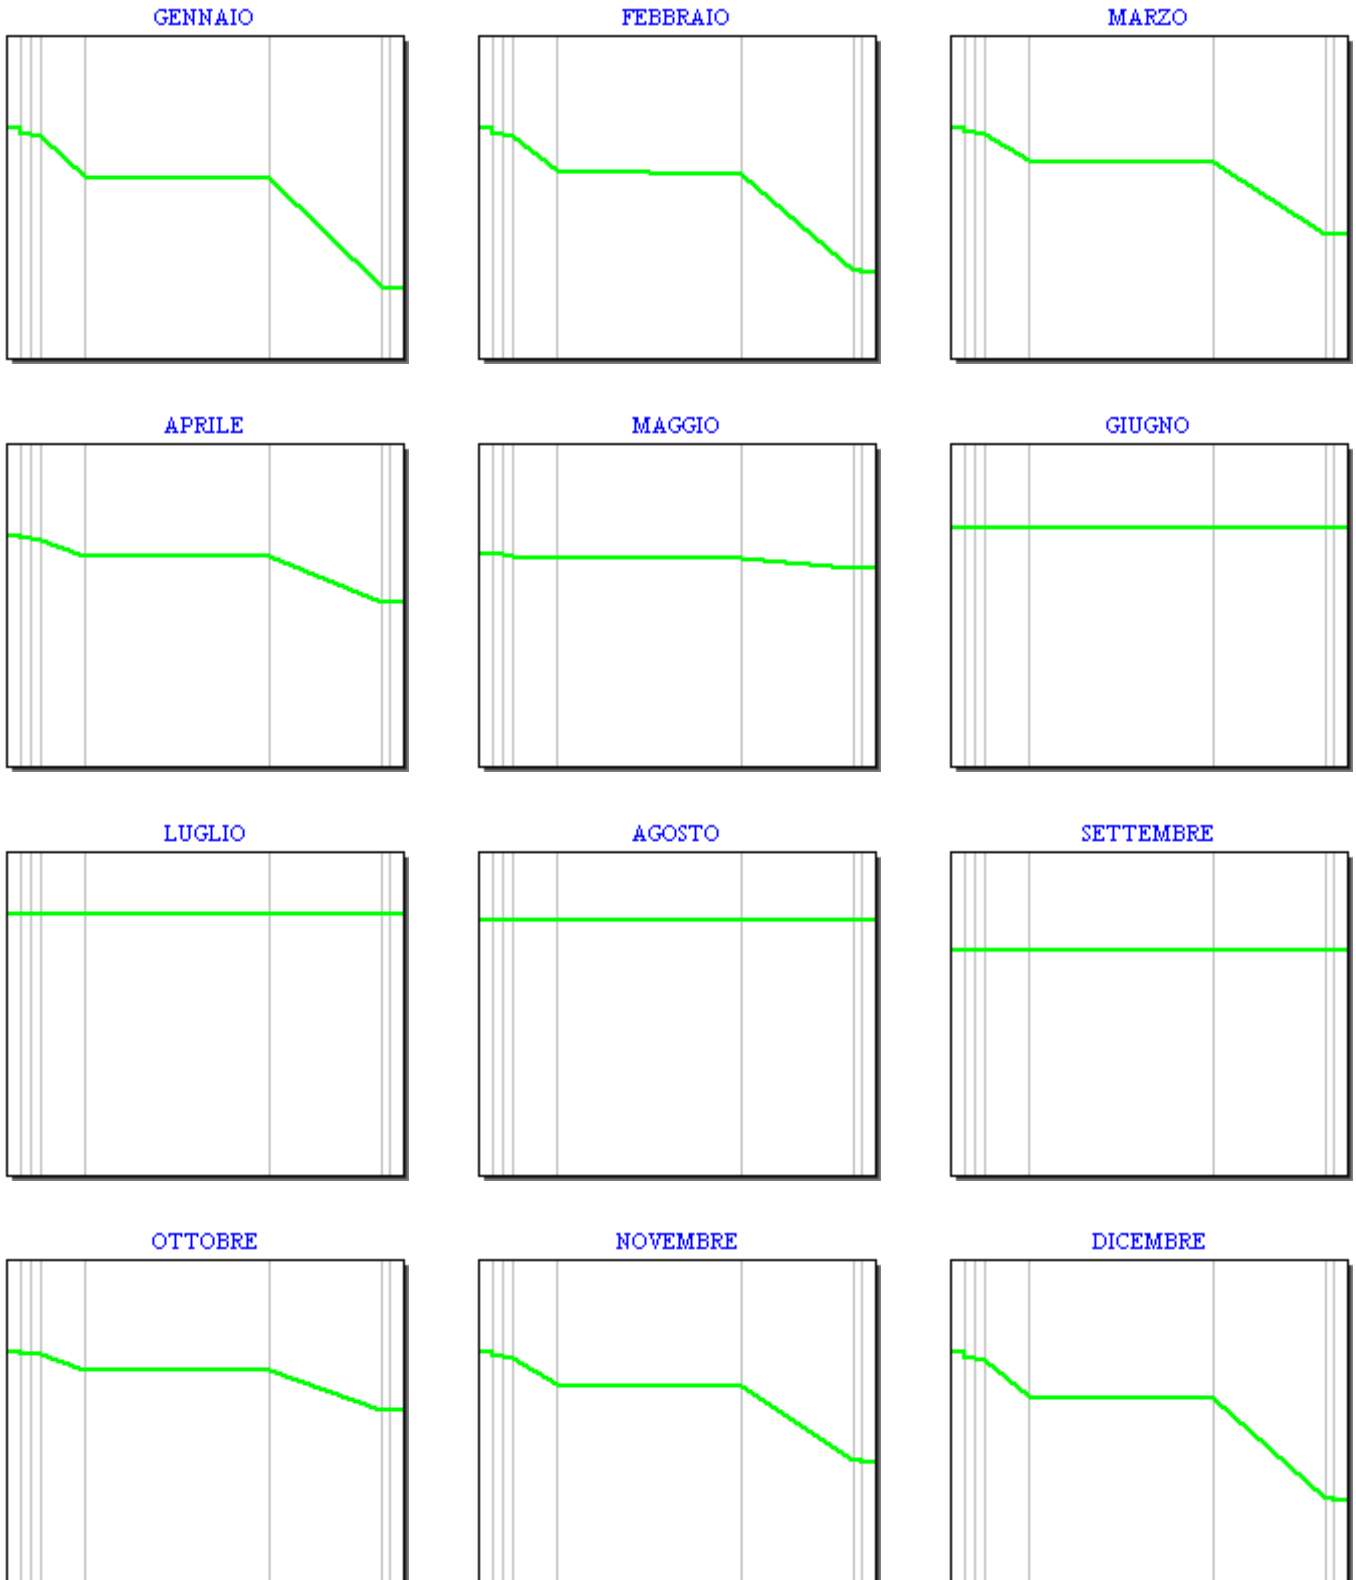 GENNAIO
FEBBRAIO
MARZO
APRILE
MAGGIO
GIUGNO
LUGLIO
AGOSTO
SETTEMBRE
OTTOBRE
NOVEMBRE
DICEMBRE